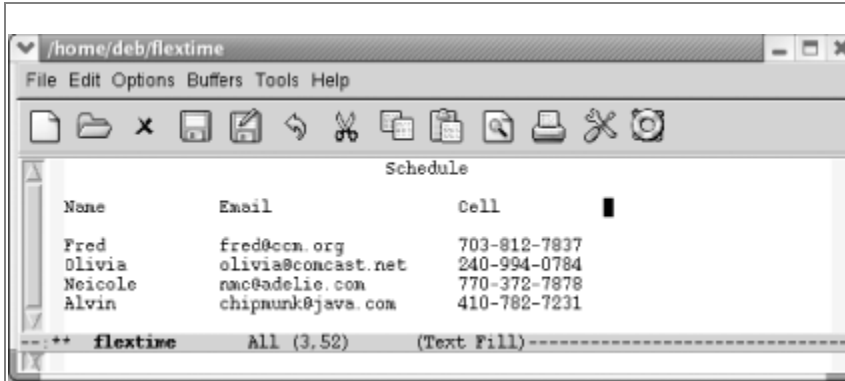 /home/deb/flextime
File Edit Options Buffers Tools Help
Schedule
Name Email Cell
Fred fred@ccm.org 703-812-7837
Olivia olivia@comcast.net 240-994-0784
Neicole nmc@adelie.com 770-372-7878
Alvin chipmunk@java.com 410-782-7231
--:** flextime All (3,52) (Text Fill)--------------------------------